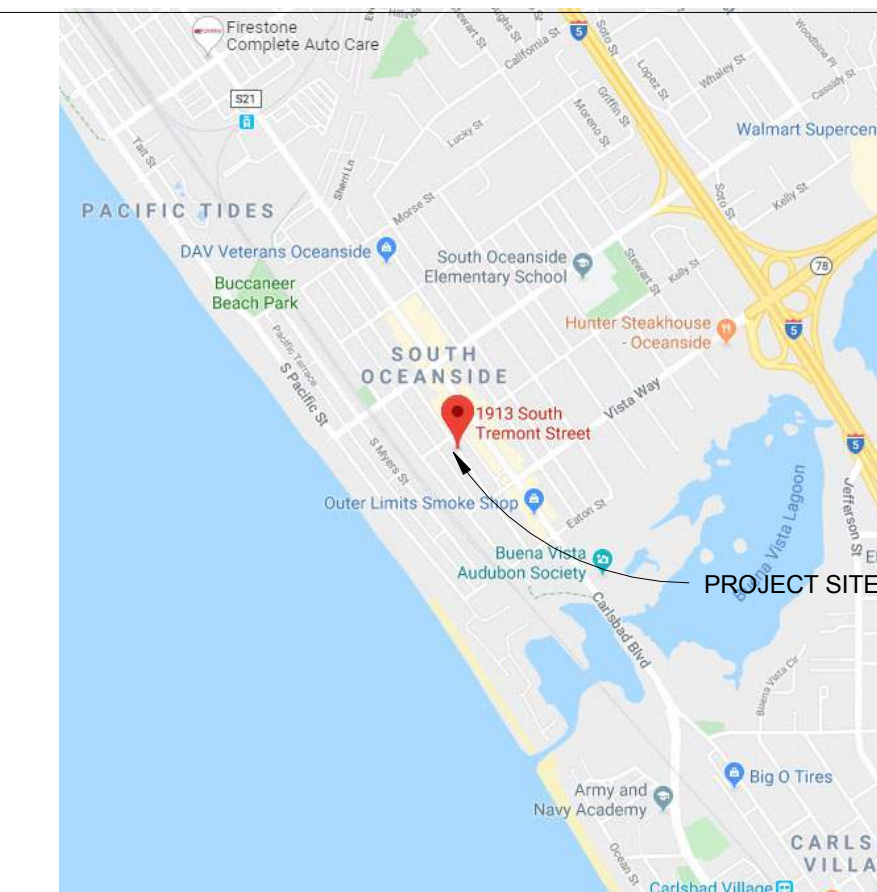 Firestone
Complete Auto Care
Stewart St
California St
5
Soto St
Woodbine Pl
Lopez St
Whaley St
Cassidy St
S21
Griffin St
Moreno St
Walmart Supercen
Tait St
Lucky St
Sherri Ln
Morse St
Soto St
Kelly St
PACIFIC TIDES
DAV Veterans Oceanside
South Oceanside
Elementary School
Stewart St
Kelly St
78
Buccaneer
Beach Park
Hunter Steakhouse
- Oceanside
5
Pacific Terrace
S Pacific St
SOUTH
OCEANSIDE
Vista Way
1913 South
Tremont Street
S Myers St
5
Jefferson St
Outer Limits Smoke Shop
Eaton St
Buena Vista Lagoon
Buena Vista
Audubon Society
El
PROJECT SITE
Carlsbad Blvd
Buena Vista Cir
Big O Tires
Army and
Navy Academy
CARLS
VILLA
Ocean St
Carlsbad Village